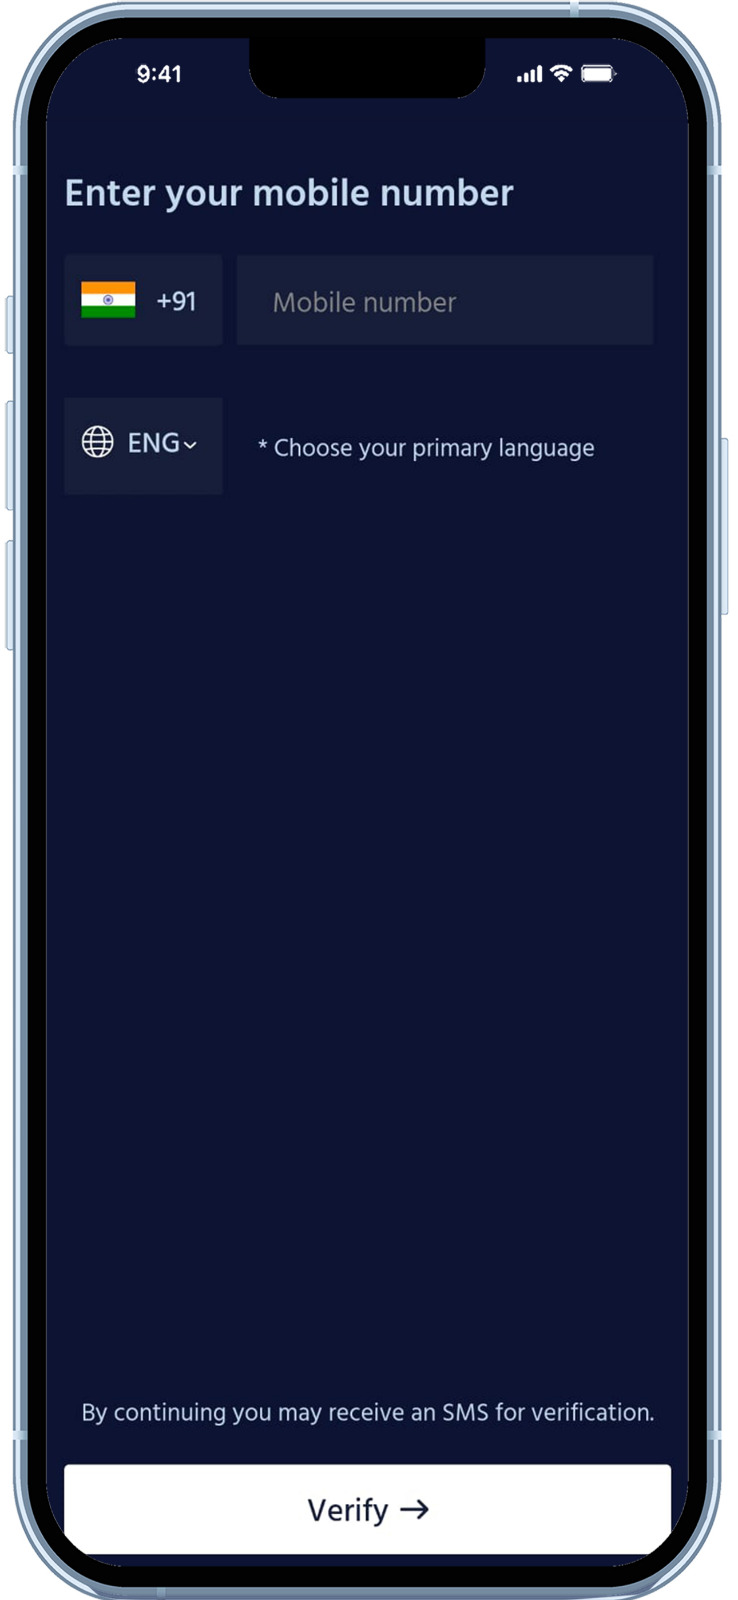 9:41
Enter your mobile number
+91 Mobile number
ENG * Choose your primary language
By continuing you may receive an SMS for verification.
Verify →